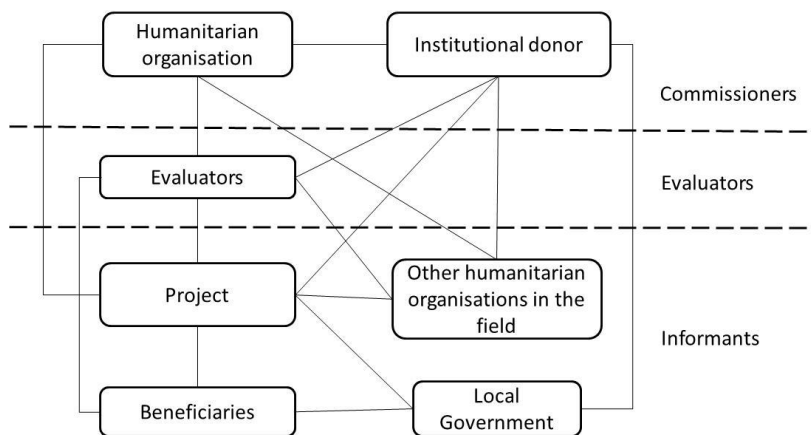 Humanitarian
organisation
Institutional donor
Commissioners
Evaluators
Evaluators
Project
Other humanitarian
organisations in the
field
Informants
Beneficiaries
Local
Government